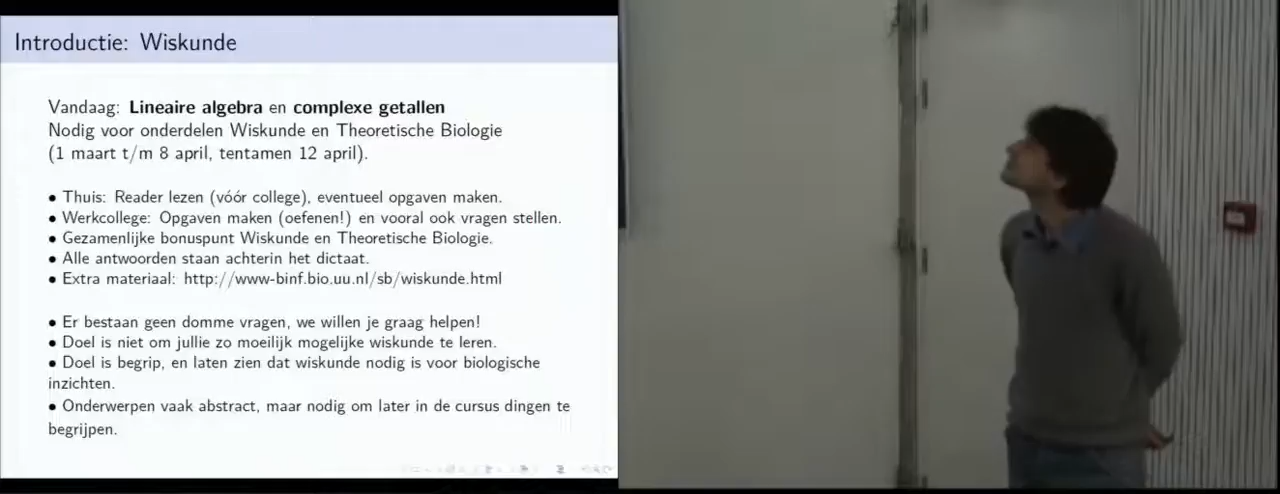 Introductie: Wiskunde
Vandaag: Lineaire algebra en complexe getallen
Nodig voor onderdelen Wiskunde en Theoretische Biologie
(1 maart t/m 8 april, tentamen 12 april).
• Thuis: Reader lezen (vóór college), eventueel opgaven maken.
• Werkcollege: Opgaven maken (oefenen!) en vooral ook vragen stellen.
• Gezamenlijke bonuspunt Wiskunde en Theoretische Biologie.
• Alle antwoorden staan achterin het dictaat.
• Extra materiaal: http://www-binf.bio.uu.nl/sb/wiskunde.html
• Er bestaan geen domme vragen, we willen je graag helpen!
• Doel is niet om jullie zo moeilijk mogelijke wiskunde te leren.
• Doel is begrip, en laten zien dat wiskunde nodig is voor biologische
inzichten.
• Onderwerpen vaak abstract, maar nodig om later in de cursus dingen te
begrijpen.